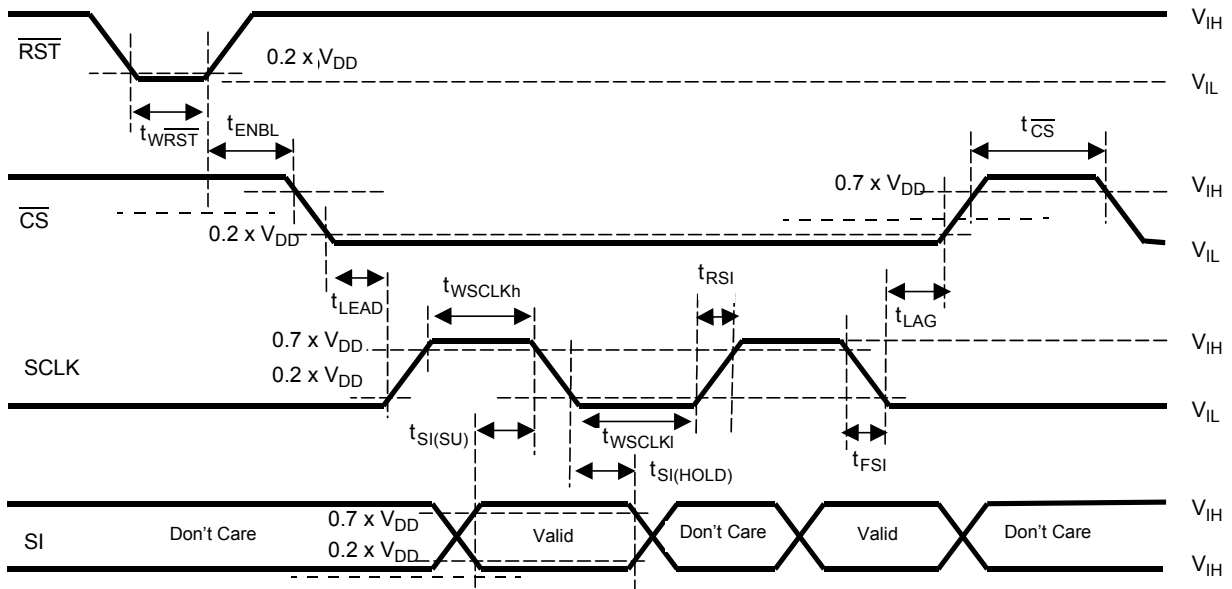 V_IH
RST
0.2 x V_DD
V_IL
t_WRST
t_ENBL
t_CS
0.7 x V_DD
V_IH
CS
0.2 x V_DD
V_IL
t_RSI
t_WSCLKh
t_LEAD
t_LAG
0.7 x V_DD
V_IH
SCLK
0.2 x V_DD
V_IL
t_SI(SU)
t_WSCLKl
t_FSI
t_SI(HOLD)
0.7 x V_DD
V_IH
SI
Don't Care
Valid
Don't Care
Valid
Don't Care
0.2 x V_DD
V_IH